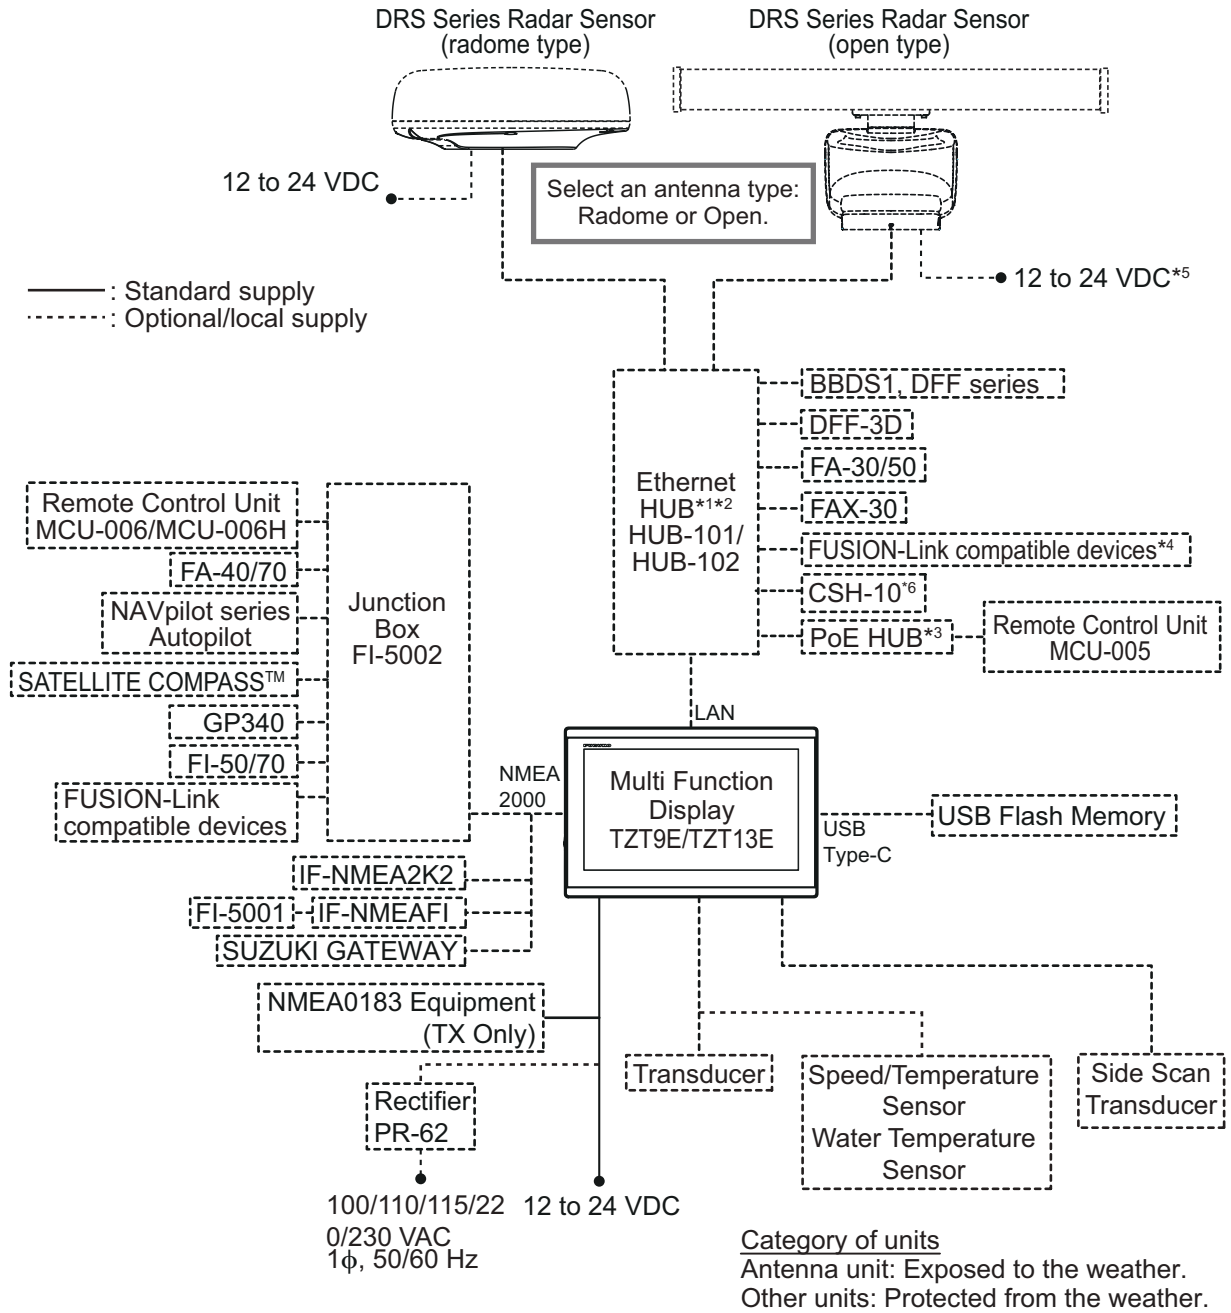 DRS Series Radar Sensor
(radome type)
DRS Series Radar Sensor
(open type)
12 to 24 VDC
Select an antenna type:
Radome or Open.
12 to 24 VDC*5
: Standard supply
: Optional/local supply
BBDS1, DFF series
DFF-3D
FA-30/50
FAX-30
FUSION-Link compatible devices*4
CSH-10*6
PoE HUB*3
Remote Control Unit
MCU-005
Ethernet
HUB*1*2
HUB-101/
HUB-102
Remote Control Unit
MCU-006/MCU-006H
FA-40/70
NAVpilot series
Autopilot
SATELLITE COMPASS™
GP340
FI-50/70
FUSION-Link
compatible devices
Junction
Box
FI-5002
LAN
NMEA
2000
Multi Function
Display
TZT9E/TZT13E
USB
Type-C
USB Flash Memory
IF-NMEA2K2
FI-5001
IF-NMEAFI
SUZUKI GATEWAY
NMEA0183 Equipment
(TX Only)
Rectifier
PR-62
Transducer
Speed/Temperature
Sensor
Water Temperature
Sensor
Side Scan
Transducer
100/110/115/22
0/230 VAC
1ϕ, 50/60 Hz
12 to 24 VDC
Category of units
Antenna unit: Exposed to the weather.
Other units: Protected from the weather.